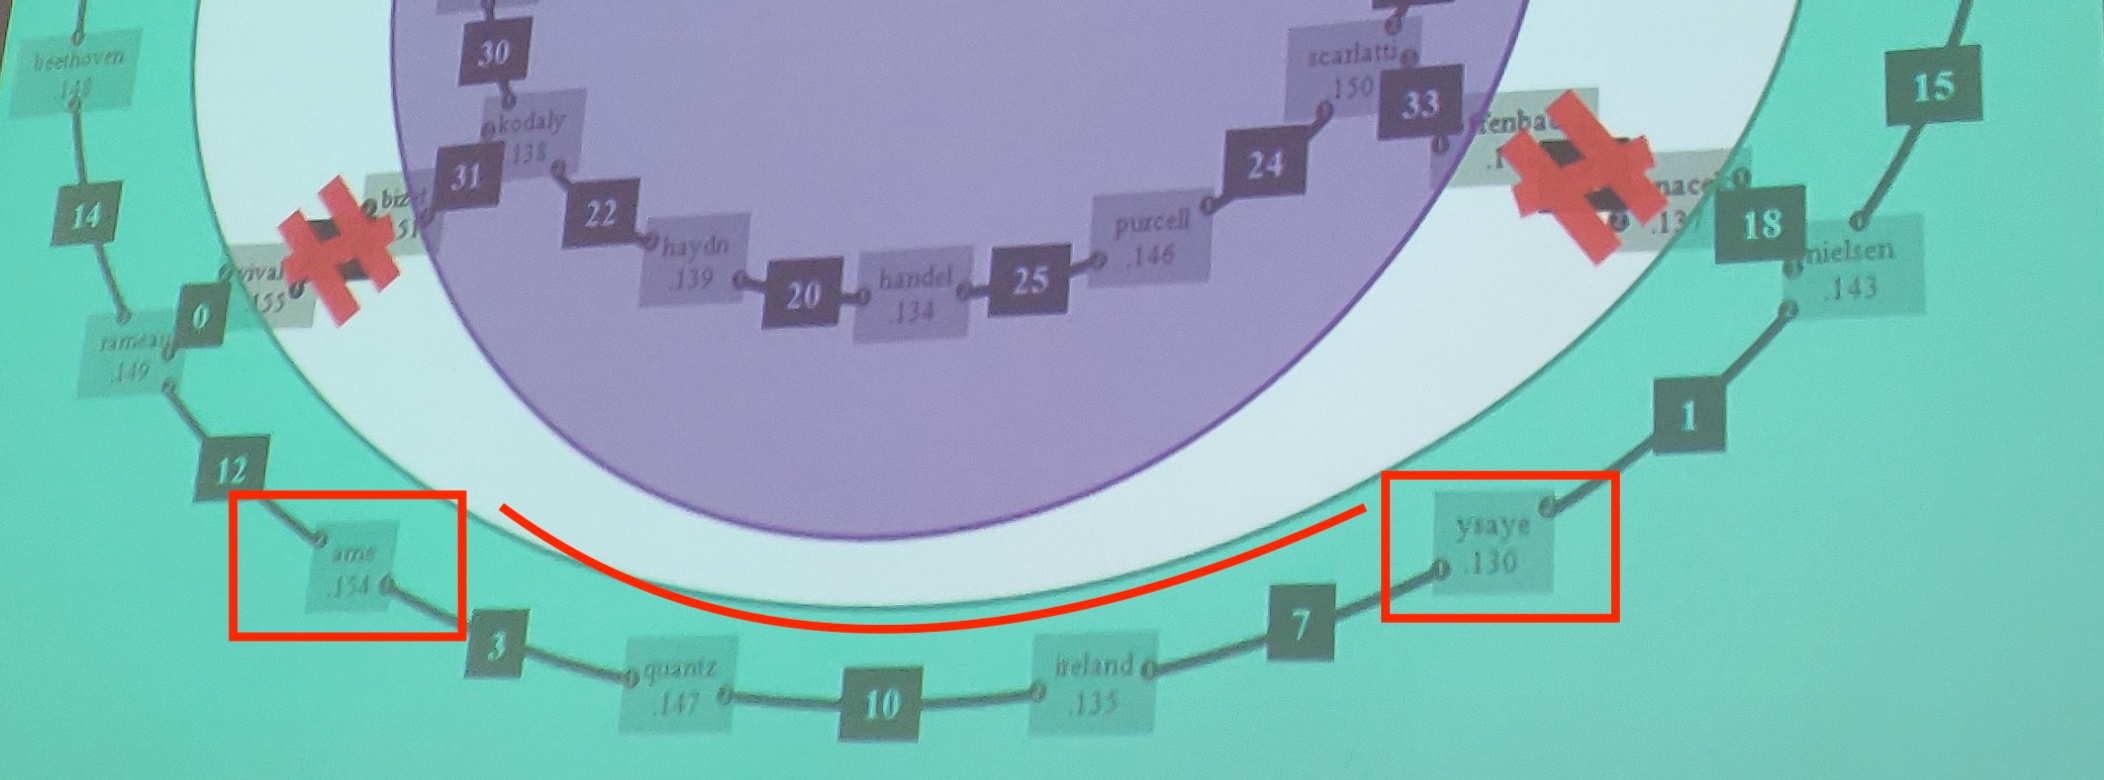 beethoven
30
scarlatti
.150
15
kodaly
.138
33
14
31
22
24
18
haydn
.139
purcell
.146
nielsen
.143
0
20
handel
.134
25
rameau
.149
1
12
arne
.154
ysaye
.130
3
7
quantz
.147
10
ireland
.135